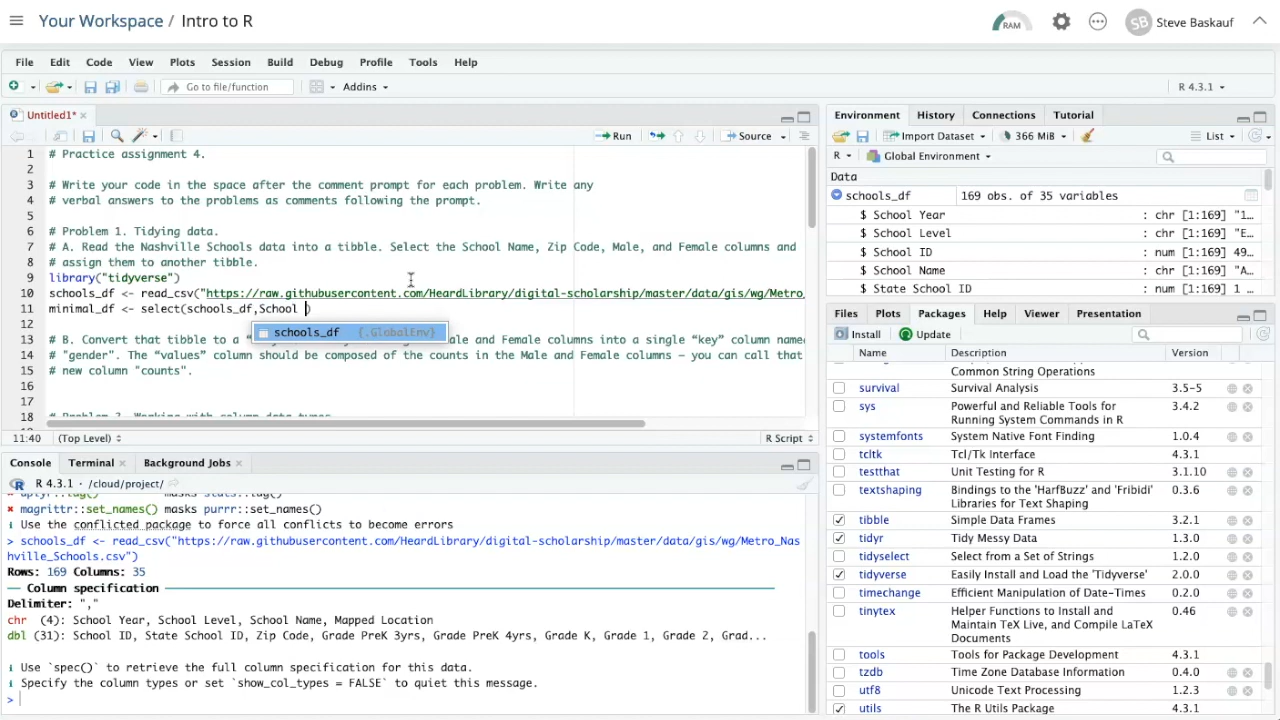 Your Workspace / Intro to R
RAM
SB
Steve Baskauf
File Edit Code View Plots Session Build Debug Profile Tools Help
Go to file/function
Addins
R 4.3.1
Untitled1*
Run
Source
1 # Practice assignment 4.
2
3 # Write your code in the space after the comment prompt for each problem. Write any
4 # verbal answers to the problems as comments following the prompt.
5
6 # Problem 1. Tidying data.
7 # A. Read the Nashville Schools data into a tibble. Select the School Name, Zip Code, Male, and Female columns and
8 # assign them to another tibble.
9 library("tidyverse")
10 schools_df <- read_csv("https://raw.githubusercontent.com/HeardLibrary/digital-scholarship/master/data/gis/wg/Metro_
11 minimal_df <- select(schools_df,School )
schools_df {.GlobalEnv}
12
13 # B. Convert that tibble to a ale and Female columns into a single “key” column name
14 # "gender". The “values” column should be composed of the counts in the Male and Female columns – you can call that
15 # new column "counts".
16
17
18
11:40 (Top Level) R Script
Console Terminal Background Jobs
R 4.3.1 · /cloud/project/
✖ magrittr::set_names() masks purrr::set_names()
ℹ Use the conflicted package to force all conflicts to become errors
> schools_df <- read_csv("https://raw.githubusercontent.com/HeardLibrary/digital-scholarship/master/data/gis/wg/Metro_Nas
hville_Schools.csv")
Rows: 169 Columns: 35
── Column specification
Delimiter: ","
chr (4): School Year, School Level, School Name, Mapped Location
dbl (31): School ID, State School ID, Zip Code, Grade PreK 3yrs, Grade PreK 4yrs, Grade K, Grade 1, Grade 2, Grad...
ℹ Use `spec()` to retrieve the full column specification for this data.
ℹ Specify the column types or set `show_col_types = FALSE` to quiet this message.
>
Environment History Connections Tutorial
Import Dataset 366 MiB List
R Global Environment
Data
schools_df 169 obs. of 35 variables
$ School Year : chr [1:169] "1…
$ School Level : chr [1:169] "E…
$ School ID : num [1:169] 49…
$ School Name : chr [1:169] "A…
$ State School ID : num [1:169] 1 …
Files Plots Packages Help Viewer Presentation
Install Update
Name Description Version
Common String Operations
survival Survival Analysis 3.5-5
sys Powerful and Reliable Tools for 3.4.2
Running System Commands in R
systemfonts System Native Font Finding 1.0.4
tcltk Tcl/Tk Interface 4.3.1
testthat Unit Testing for R 3.1.10
textshaping Bindings to the 'HarfBuzz' and 'Fribidi' 0.3.6
Libraries for Text Shaping
tibble Simple Data Frames 3.2.1
tidyr Tidy Messy Data 1.3.0
tidyselect Select from a Set of Strings 1.2.0
tidyverse Easily Install and Load the 'Tidyverse' 2.0.0
timechange Efficient Manipulation of Date-Times 0.2.0
tinytex Helper Functions to Install and 0.46
Maintain TeX Live, and Compile LaTeX
Documents
tools Tools for Package Development 4.3.1
tzdb Time Zone Database Information 0.4.0
utf8 Unicode Text Processing 1.2.3
utils The R Utils Package 4.3.1